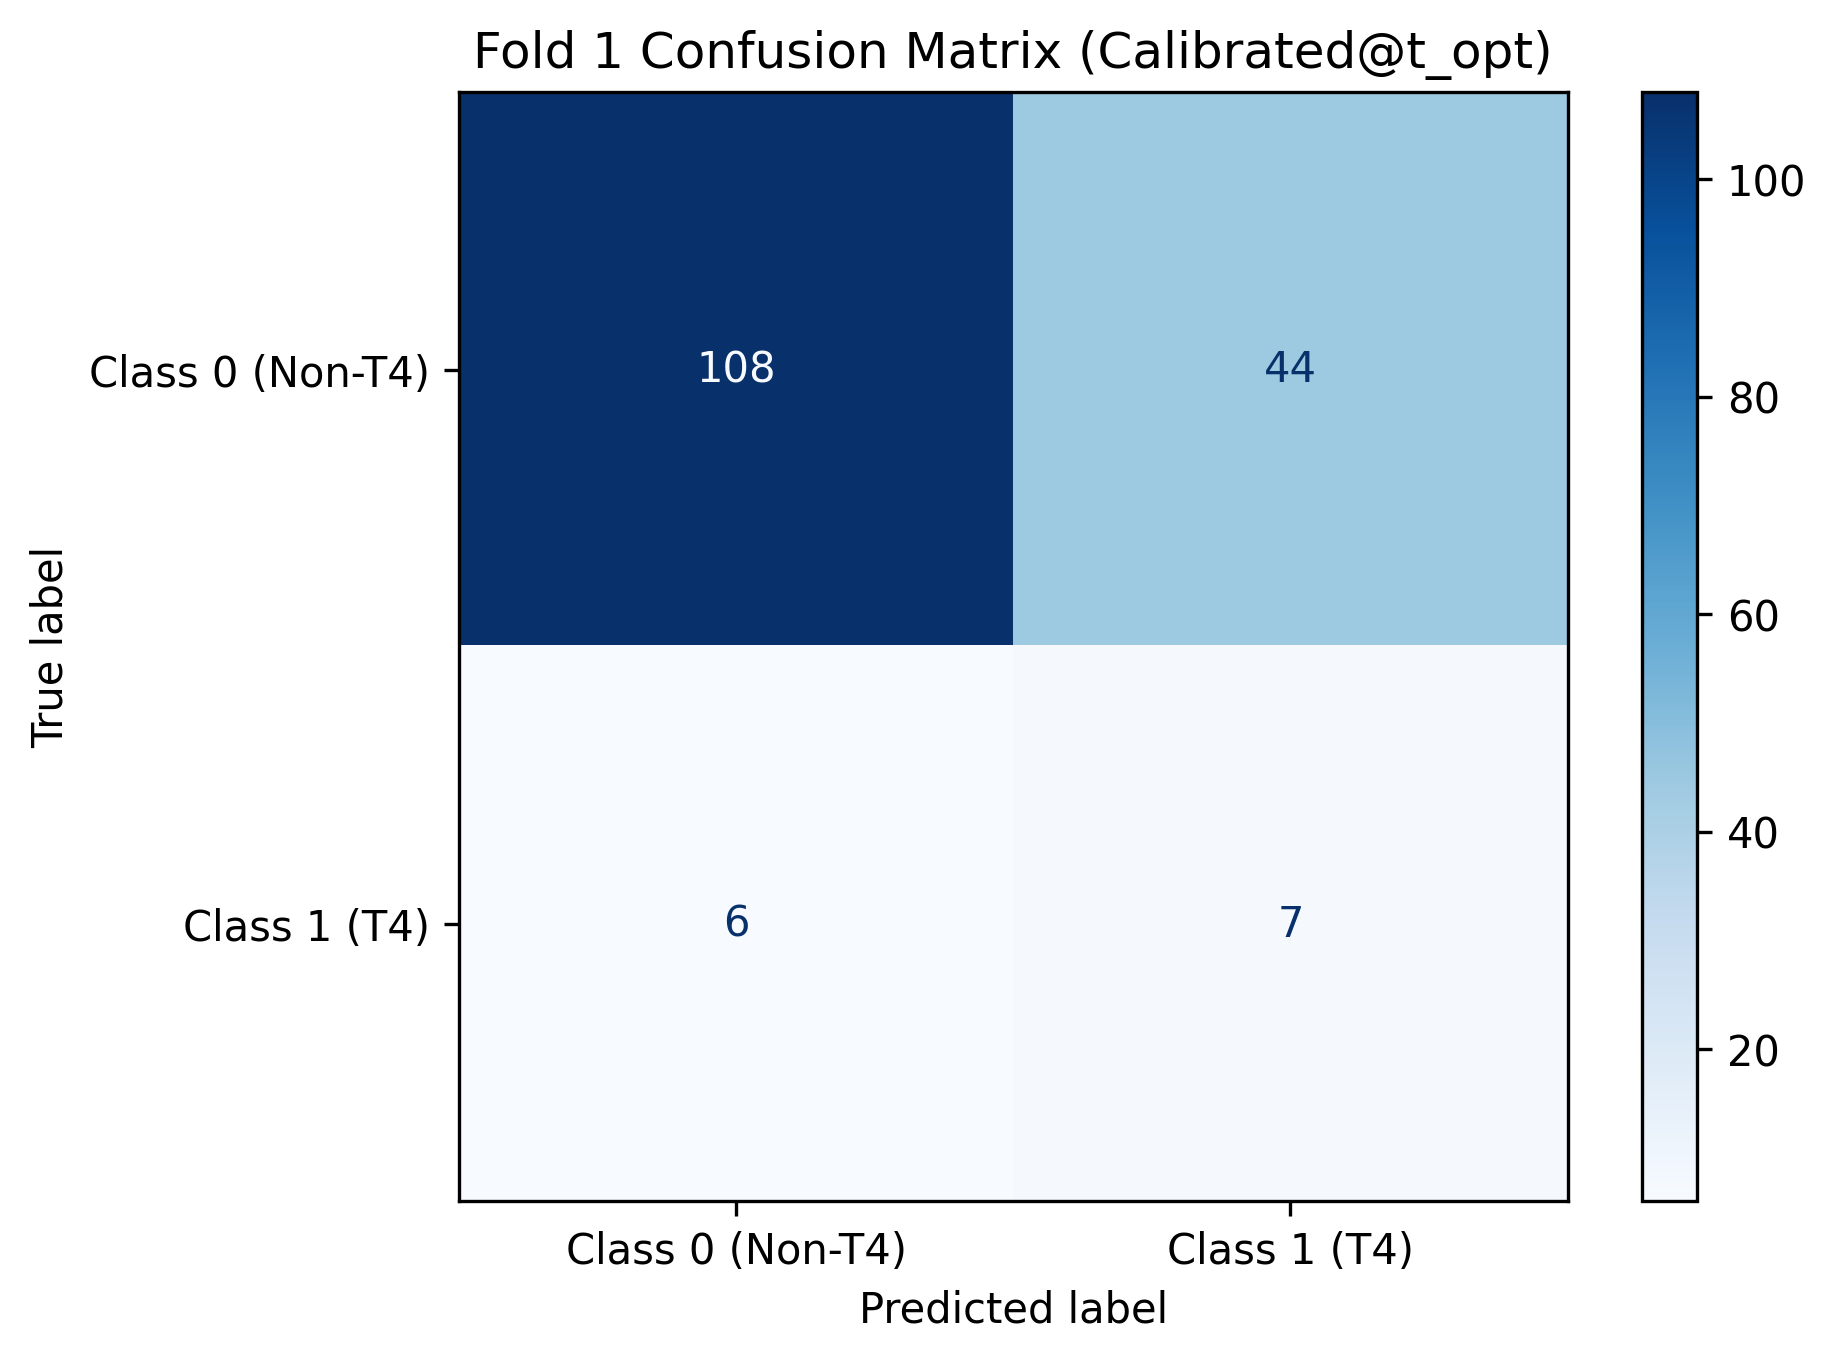 Fold 1 Confusion Matrix (Calibrated@t_opt)
True label
Class 0 (Non-T4)
108
44
Class 1 (T4)
6
7
Class 0 (Non-T4)
Class 1 (T4)
Predicted label
100
80
60
40
20